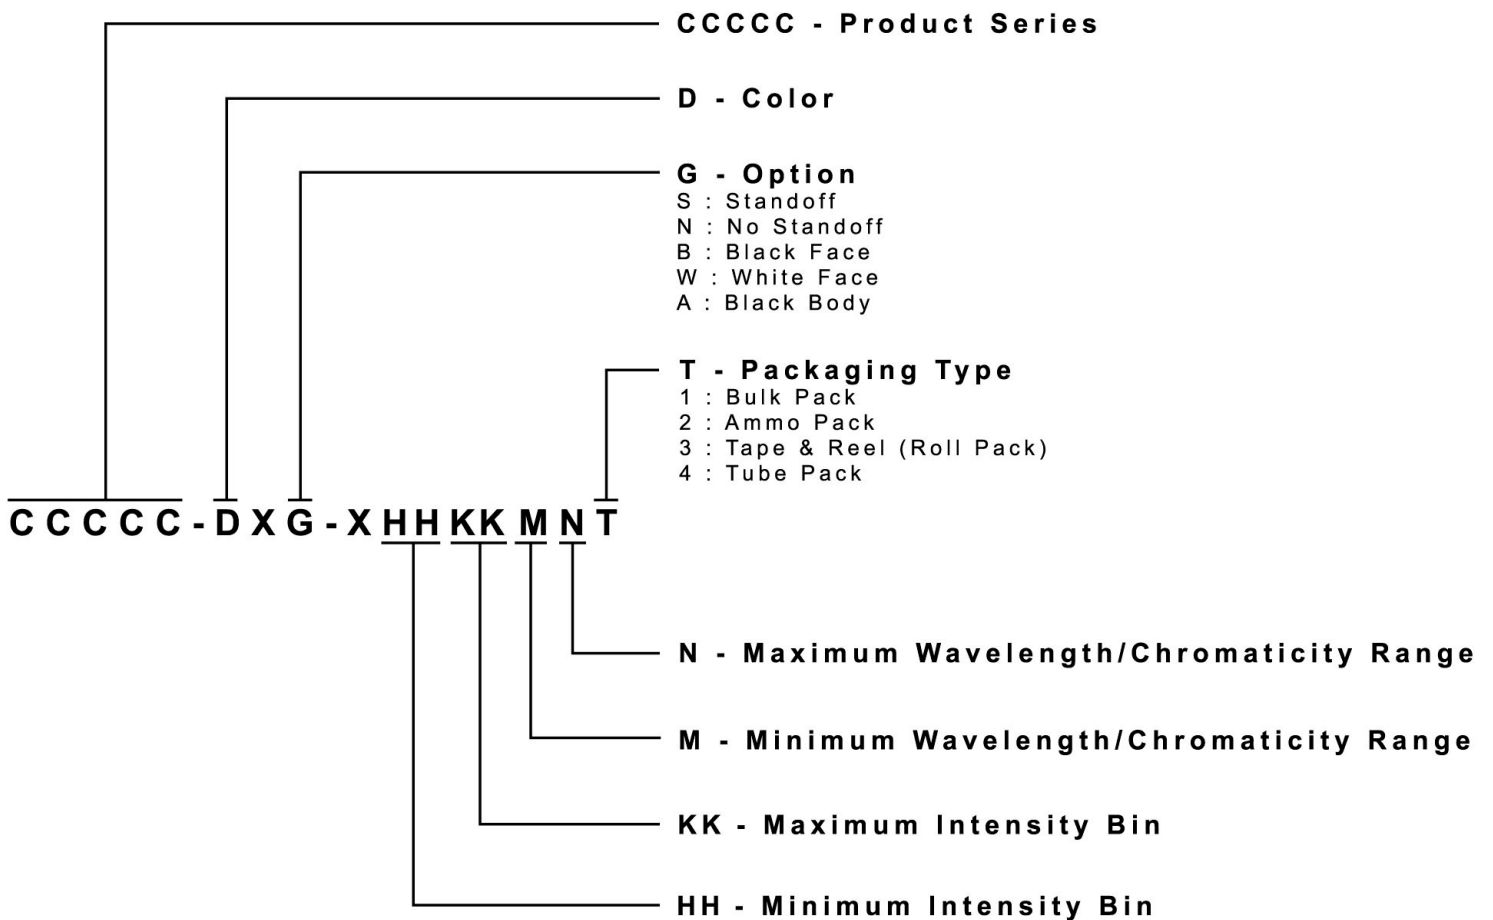 CCCCC - Product Series
D - Color
G - Option
S : Standoff
N : No Standoff
B : Black Face
W : White Face
A : Black Body
T - Packaging Type
1 : Bulk Pack
2 : Ammo Pack
3 : Tape & Reel (Roll Pack)
4 : Tube Pack
CCCCC-DXG-XHHKKMNT
N - Maximum Wavelength/Chromaticity Range
M - Minimum Wavelength/Chromaticity Range
KK - Maximum Intensity Bin
HH - Minimum Intensity Bin